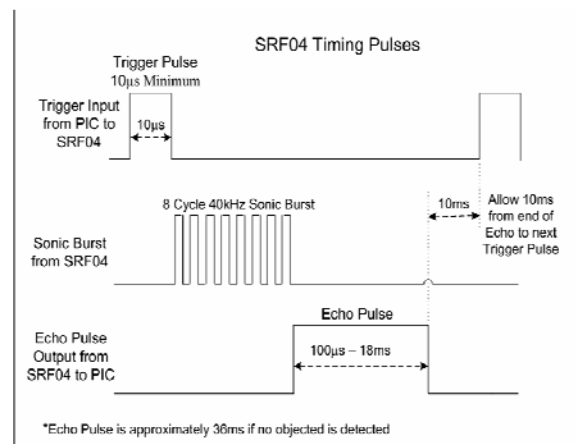 SRF04 Timing Pulses
Trigger Pulse
10µs Minimum
Trigger Input
from PIC to
SRF04
10µs
8 Cycle 40kHz Sonic Burst
10ms
Allow 10ms
from end of
Echo to next
Trigger Pulse
Sonic Burst
from SRF04
Echo Pulse
Echo Pulse
Output from
SRF04 to PIC
100µs – 18ms
*Echo Pulse is approximately 36ms if no objected is detected